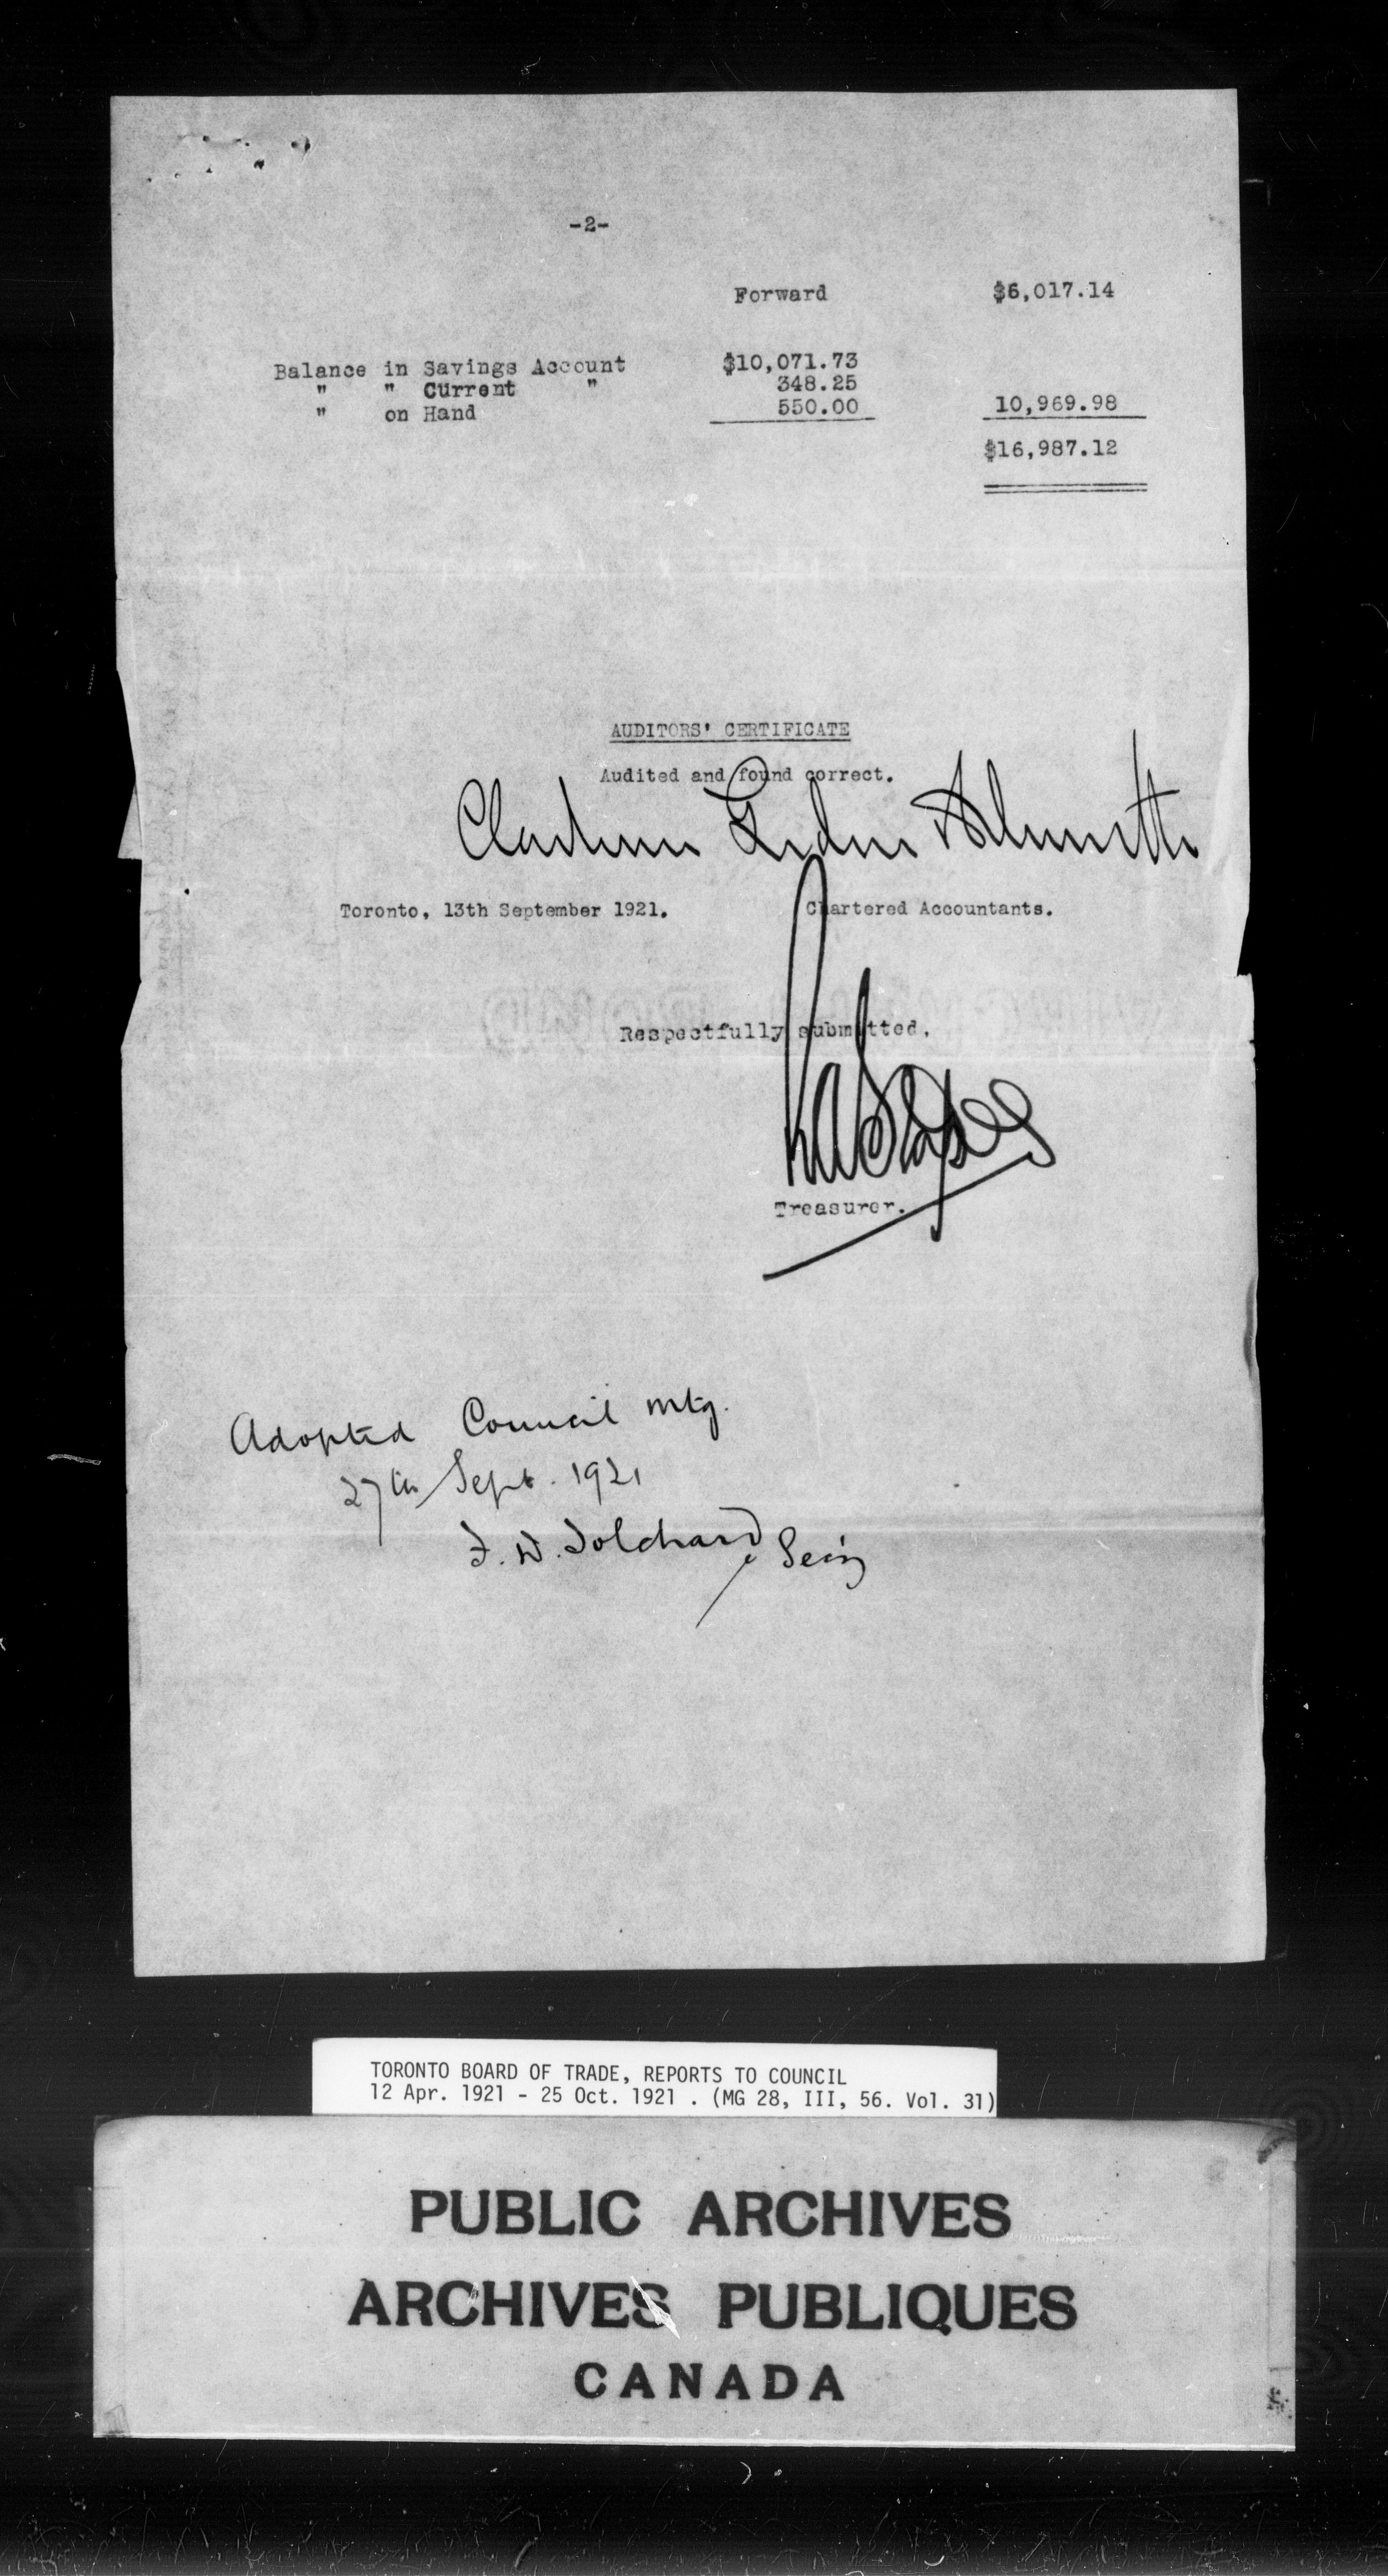 -2-
Forward $6,017.14
Balance in Savings Account $10,071.73
" " Current " 348.25
" on Hand 550.00 10,969.98
$16,987.12
AUDITORS' CERTIFICATE
Audited and found correct.
Toronto, 13th September 1921. Chartered Accountants.
Respectfully submitted,
Treasurer.
Adopted Council mtg.
27th Sept. 1921
F. W. Tolchard, Sec'y
TORONTO BOARD OF TRADE, REPORTS TO COUNCIL
12 Apr. 1921 - 25 Oct. 1921 . (MG 28, III, 56. Vol. 31)
PUBLIC ARCHIVES
ARCHIVES PUBLIQUES
CANADA